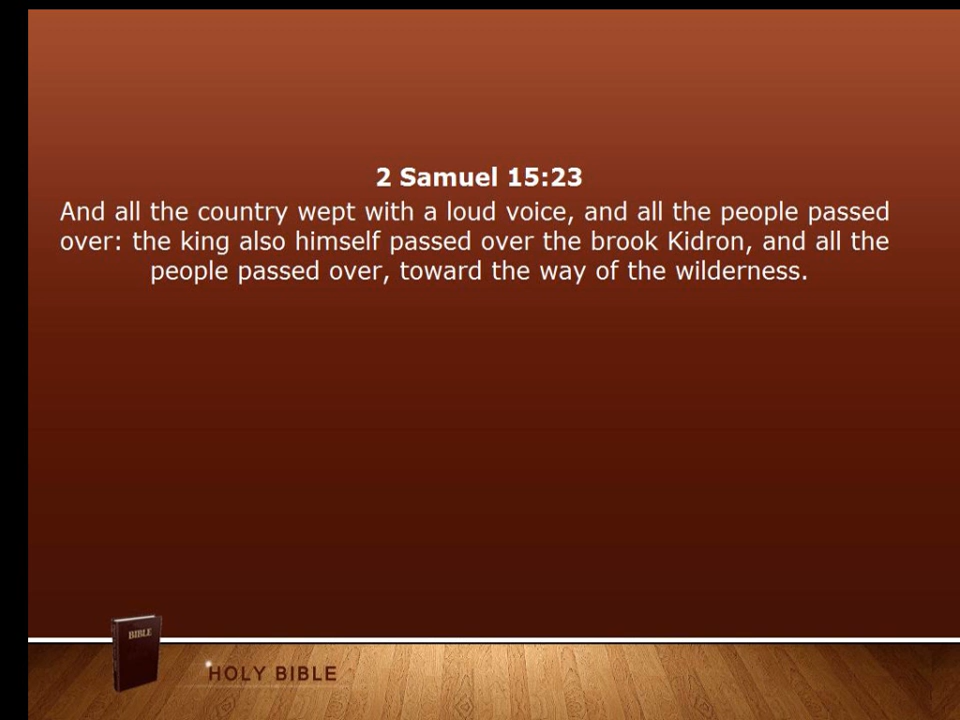 2 Samuel 15:23
And all the country wept with a loud voice, and all the people passed
over: the king also himself passed over the brook Kidron, and all the
people passed over, toward the way of the wilderness.
BIBLE
HOLY BIBLE